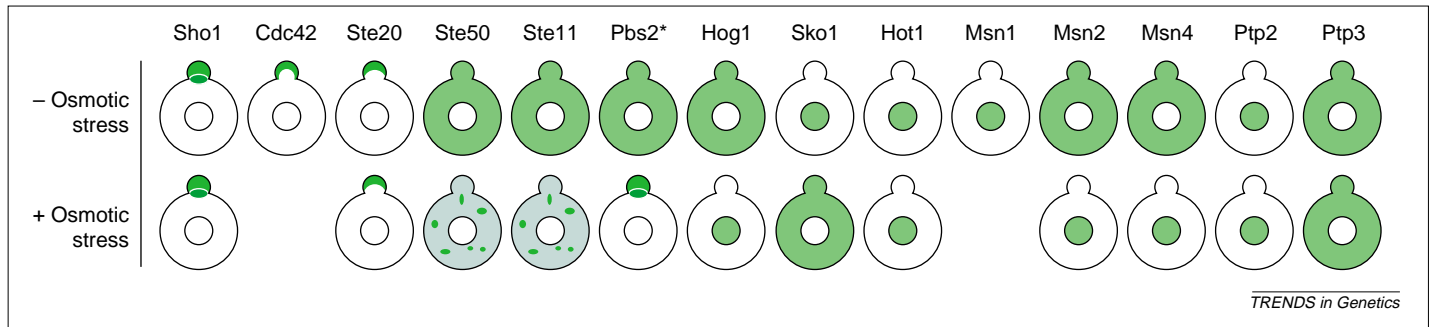 Sho1 Cdc42 Ste20 Ste50 Ste11 Pbs2* Hog1 Sko1 Hot1 Msn1 Msn2 Msn4 Ptp2 Ptp3
– Osmotic
stress
+ Osmotic
stress
TRENDS in Genetics